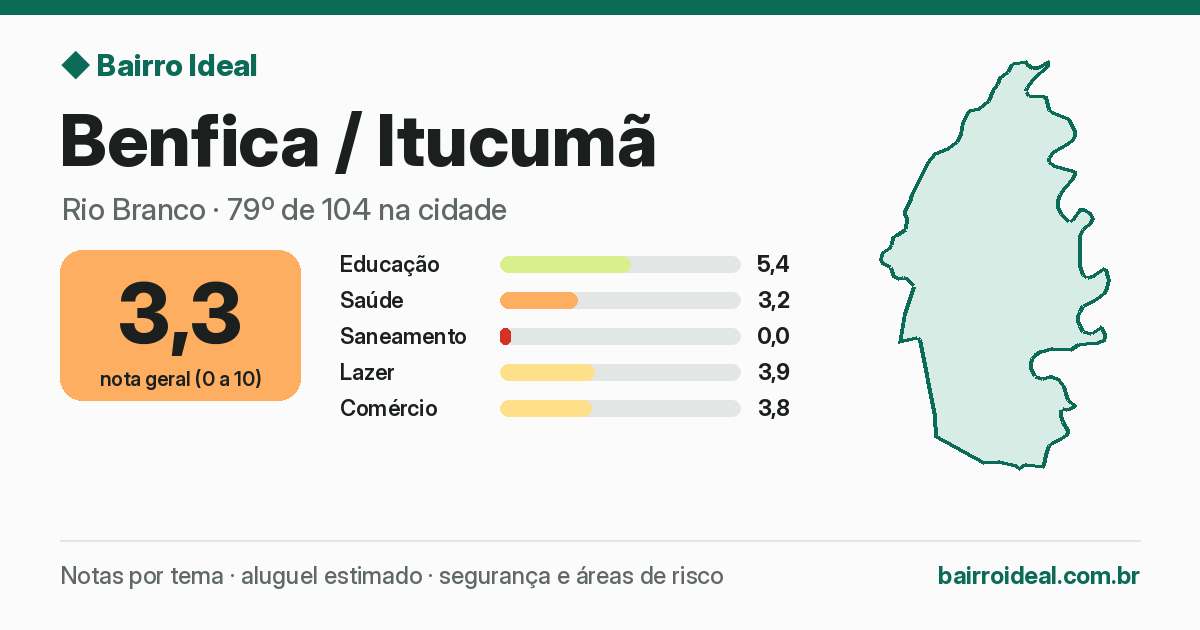 Bairro Ideal
Benfica / Itucumã
Rio Branco · 79º de 104 na cidade
3,3
nota geral (0 a 10)
Educação 5,4
Saúde 3,2
Saneamento 0,0
Lazer 3,9
Comércio 3,8
Notas por tema · aluguel estimado · segurança e áreas de risco
bairroideal.com.br